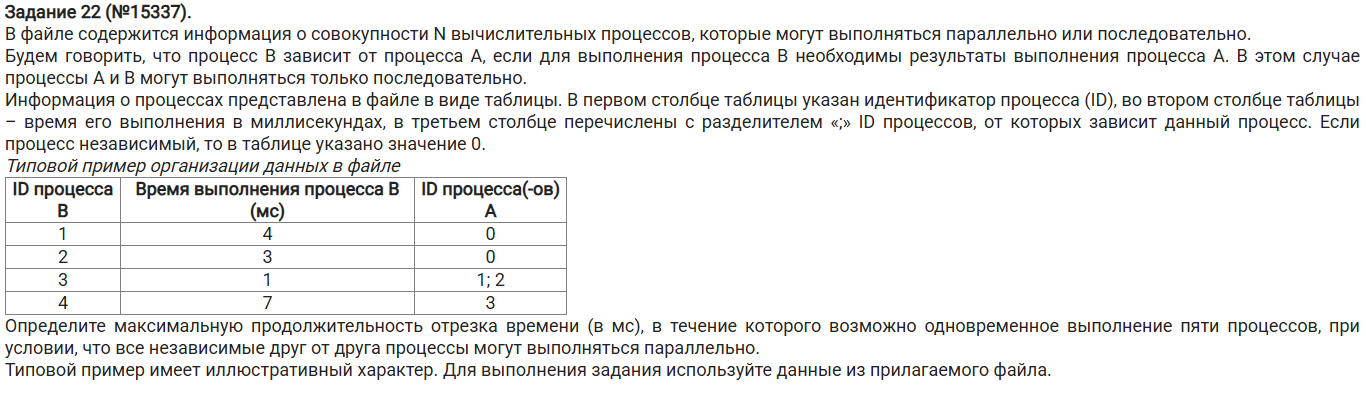 Задание 22 (№15337).
В файле содержится информация о совокупности N вычислительных процессов, которые могут выполняться параллельно или последовательно.
Будем говорить, что процесс B зависит от процесса A, если для выполнения процесса B необходимы результаты выполнения процесса A. В этом случае
процессы A и B могут выполняться только последовательно.
Информация о процессах представлена в файле в виде таблицы. В первом столбце таблицы указан идентификатор процесса (ID), во втором столбце таблицы
– время его выполнения в миллисекундах, в третьем столбце перечислены с разделителем «;» ID процессов, от которых зависит данный процесс. Если
процесс независимый, то в таблице указано значение 0.
Типовой пример организации данных в файле
ID процесса Время выполнения процесса B ID процесса(-ов)
B (мс) A
1 4 0
2 3 0
3 1 1; 2
4 7 3
Определите максимальную продолжительность отрезка времени (в мс), в течение которого возможно одновременное выполнение пяти процессов, при
условии, что все независимые друг от друга процессы могут выполняться параллельно.
Типовой пример имеет иллюстративный характер. Для выполнения задания используйте данные из прилагаемого файла.